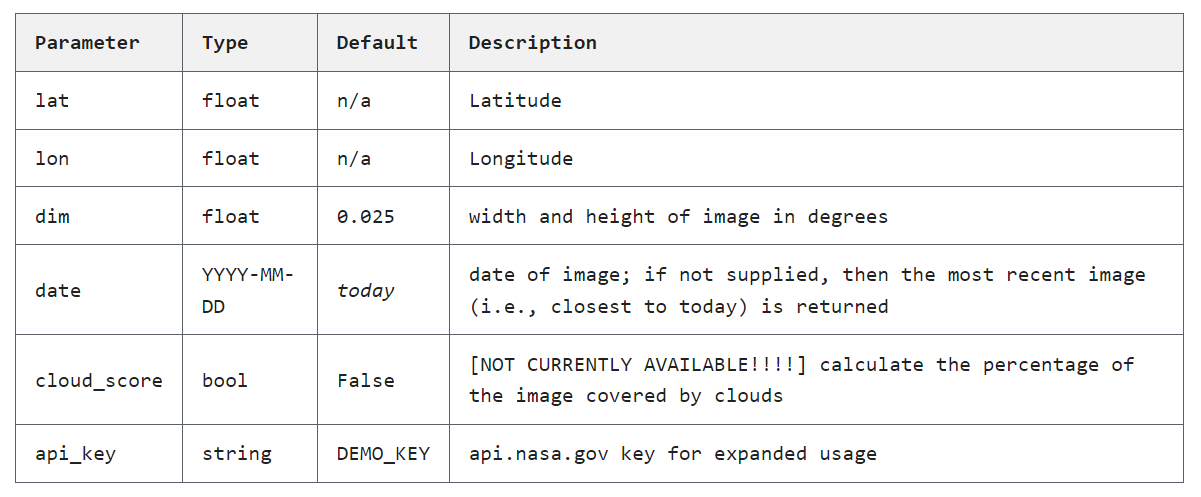 Parameter Type Default Description
lat float n/a Latitude
lon float n/a Longitude
dim float 0.025 width and height of image in degrees
date YYYY-MM-DD today date of image; if not supplied, then the most recent image
(i.e., closest to today) is returned
cloud_score bool False [NOT CURRENTLY AVAILABLE!!!!] calculate the percentage of
the image covered by clouds
api_key string DEMO_KEY api.nasa.gov key for expanded usage